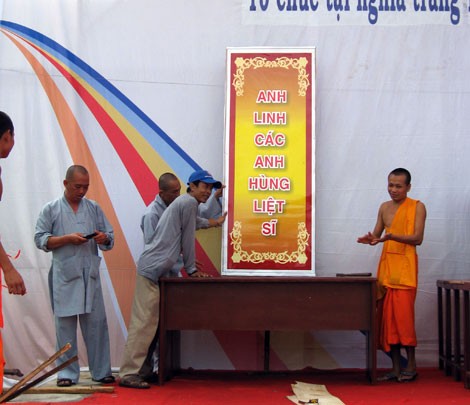 Tổ chức tại nghĩa trang
ANH
LINH
CÁC
ANH
HÙNG
LIỆT
SĨ